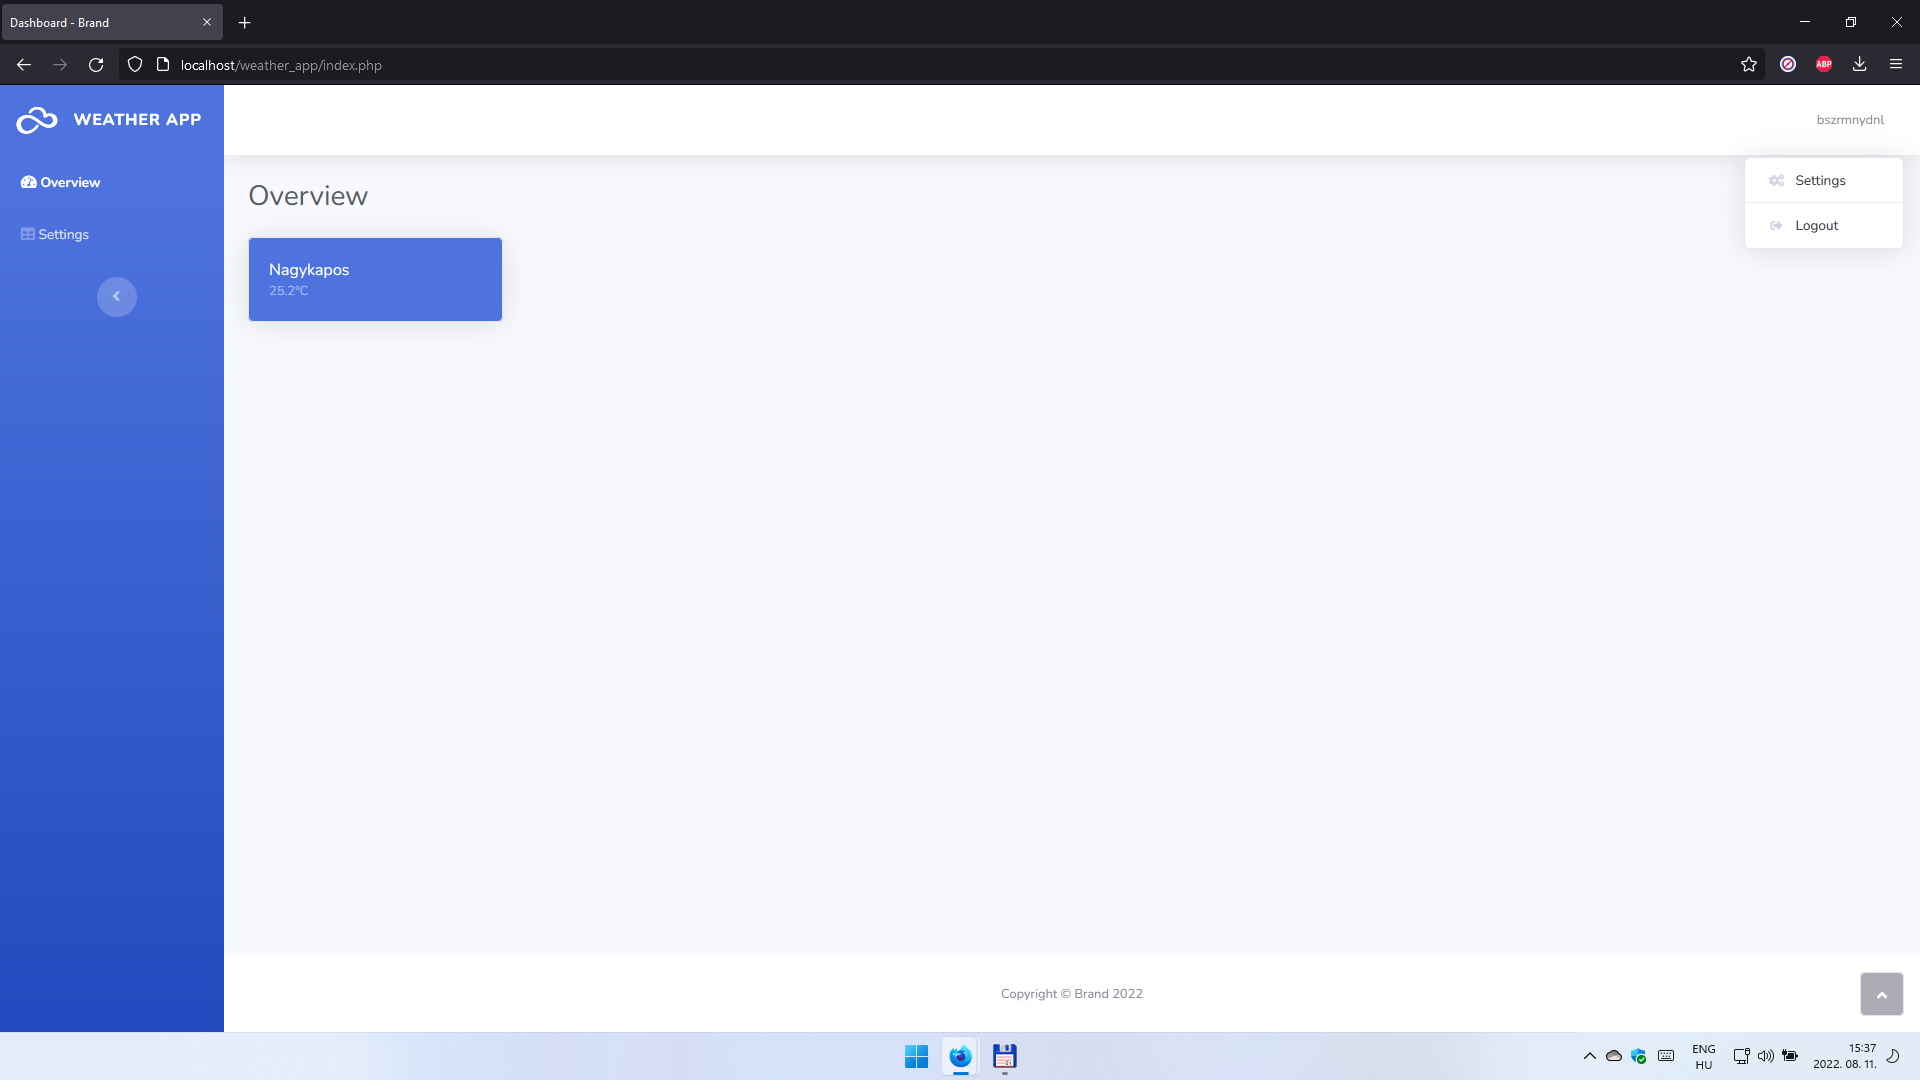 Dashboard - Brand
localhost/weather_app/index.php
ABP
WEATHER APP
bszrmnydnl
Overview
Settings
Overview
Nagykapos
25.2°C
Settings
Logout
Copyright © Brand 2022
ENG
HU
15:37
2022. 08. 11.